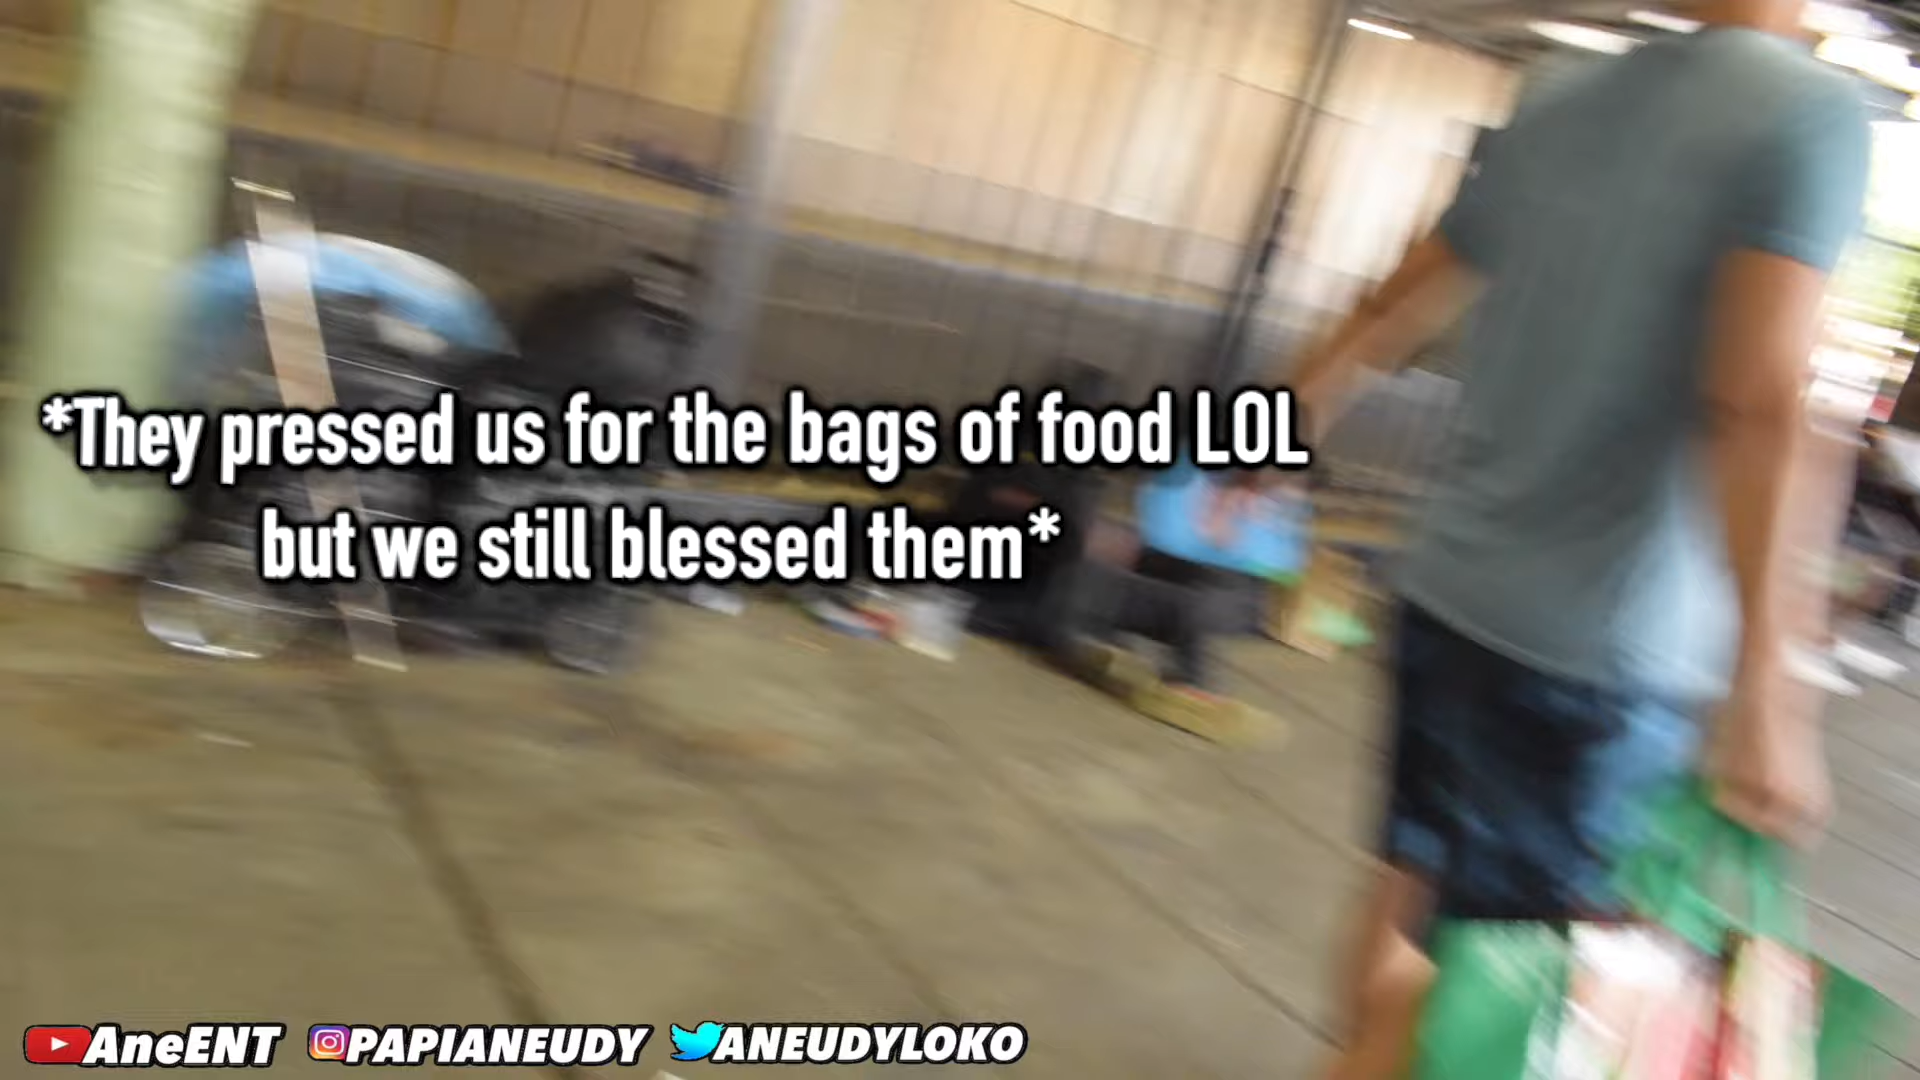 *They pressed us for the bags of food LOL
but we still blessed them*
AneENT @PAPIANEUDY ANEUDYLOKO